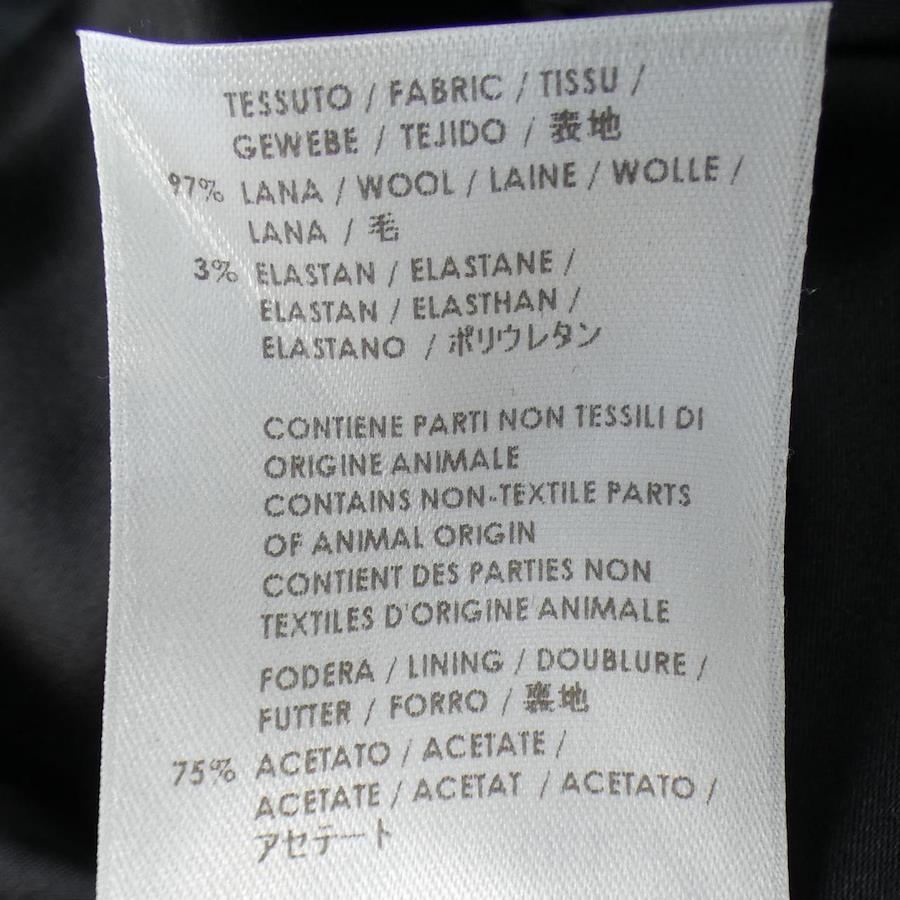 TESSUTO / FABRIC / TISSU /
GEWEBE / TEJIDO / 表地
97% LANA / WOOL / LAINE / WOLLE /
LANA / 毛
3% ELASTAN / ELASTANE /
ELASTAN / ELASTHAN /
ELASTANO / ポリウレタン
CONTIENE PARTI NON TESSILI DI
ORIGINE ANIMALE
CONTAINS NON-TEXTILE PARTS
OF ANIMAL ORIGIN
CONTIENT DES PARTIES NON
TEXTILES D'ORIGINE ANIMALE
FODERA / LINING / DOUBLURE /
FUTTER / FORRO / 裏地
75% ACETATO / ACETATE /
ACETATE / ACETAT / ACETATO /
アセテート